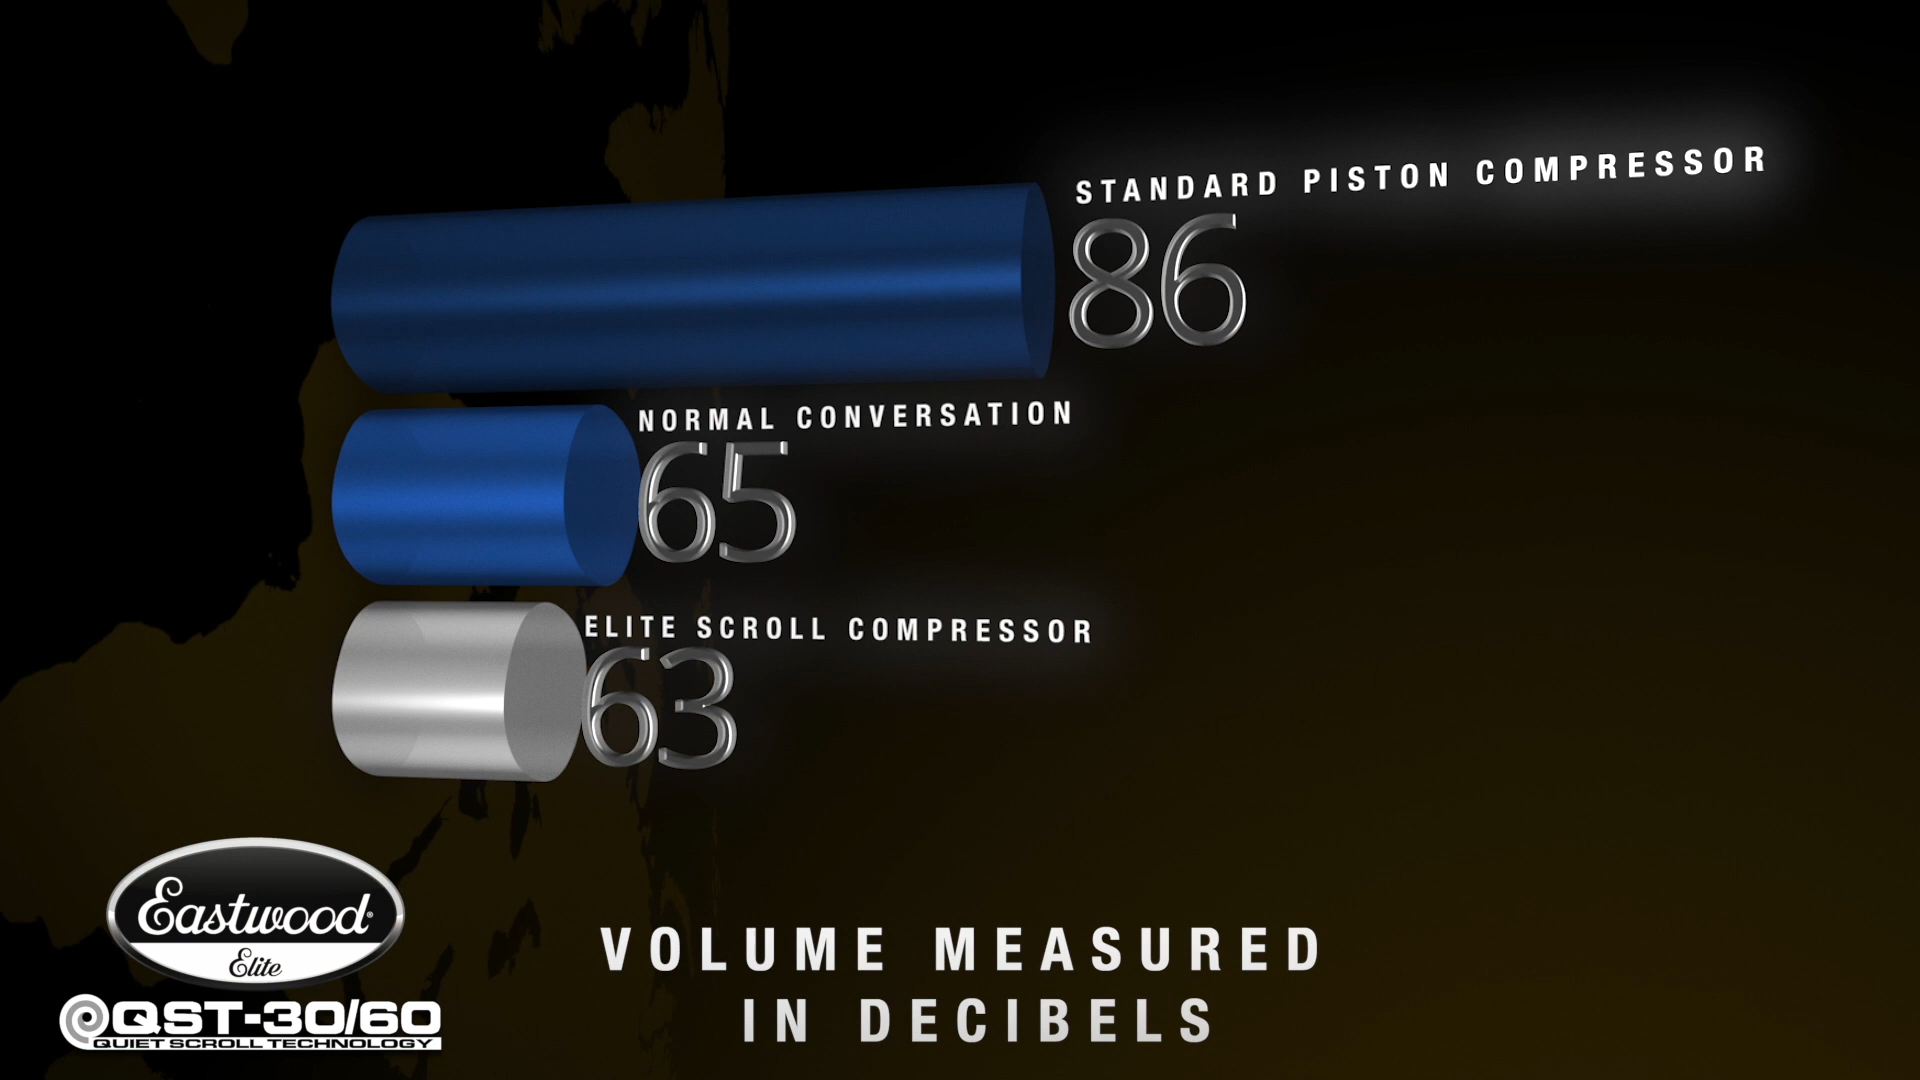 STANDARD PISTON COMPRESSOR
86
NORMAL CONVERSATION
65
ELITE SCROLL COMPRESSOR
63
Eastwood®
Elite
QST-30/60
QUIET SCROLL TECHNOLOGY
VOLUME MEASURED
IN DECIBELS